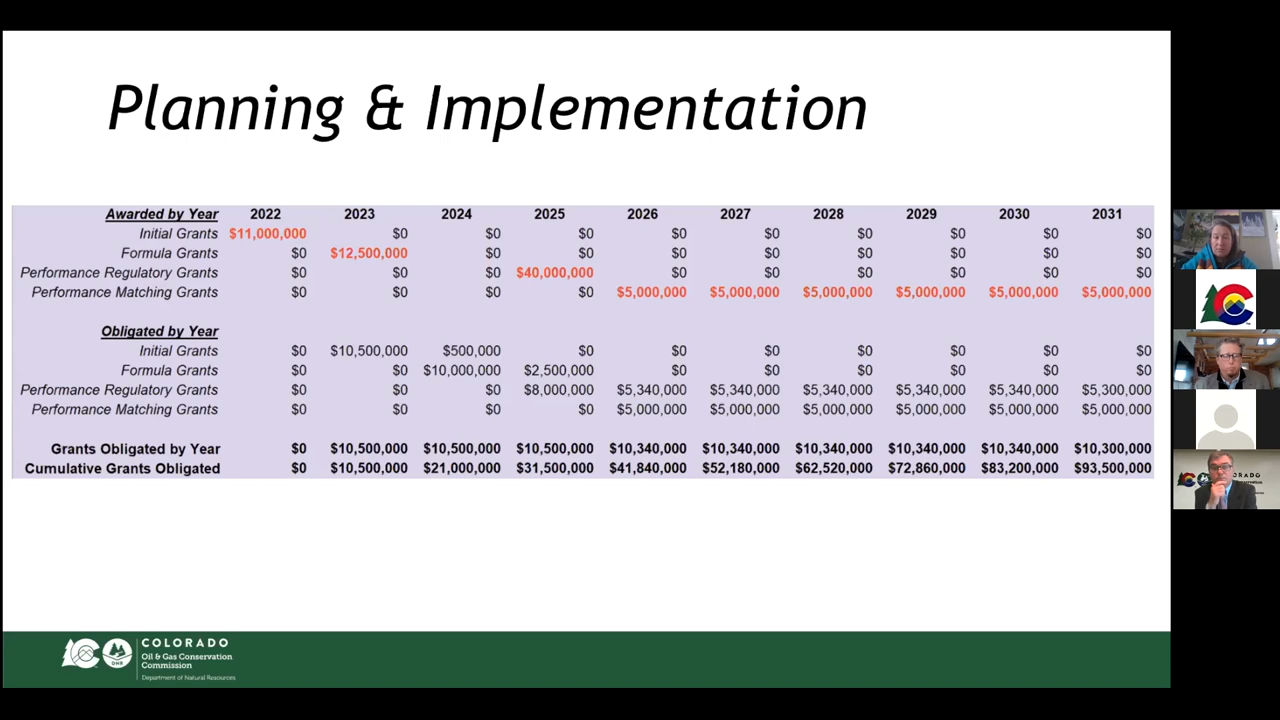 Planning & Implementation
Awarded by Year 2022 2023 2024 2025 2026 2027 2028 2029 2030 2031
Initial Grants $11,000,000 $0 $0 $0 $0 $0 $0 $0 $0 $0
Formula Grants $0 $12,500,000 $0 $0 $0 $0 $0 $0 $0 $0
Performance Regulatory Grants $0 $0 $0 $40,000,000 $0 $0 $0 $0 $0 $0
Performance Matching Grants $0 $0 $0 $0 $5,000,000 $5,000,000 $5,000,000 $5,000,000 $5,000,000 $5,000,000
Obligated by Year
Initial Grants $0 $10,500,000 $500,000 $0 $0 $0 $0 $0 $0 $0
Formula Grants $0 $0 $10,000,000 $2,500,000 $0 $0 $0 $0 $0 $0
Performance Regulatory Grants $0 $0 $0 $8,000,000 $5,340,000 $5,340,000 $5,340,000 $5,340,000 $5,340,000 $5,300,000
Performance Matching Grants $0 $0 $0 $0 $5,000,000 $5,000,000 $5,000,000 $5,000,000 $5,000,000 $5,000,000
Grants Obligated by Year $0 $10,500,000 $10,500,000 $10,500,000 $10,340,000 $10,340,000 $10,340,000 $10,340,000 $10,340,000 $10,300,000
Cumulative Grants Obligated $0 $10,500,000 $21,000,000 $31,500,000 $41,840,000 $52,180,000 $62,520,000 $72,860,000 $83,200,000 $93,500,000
COLORADO
Oil & Gas Conservation
Commission
Department of Natural Resources
DNR